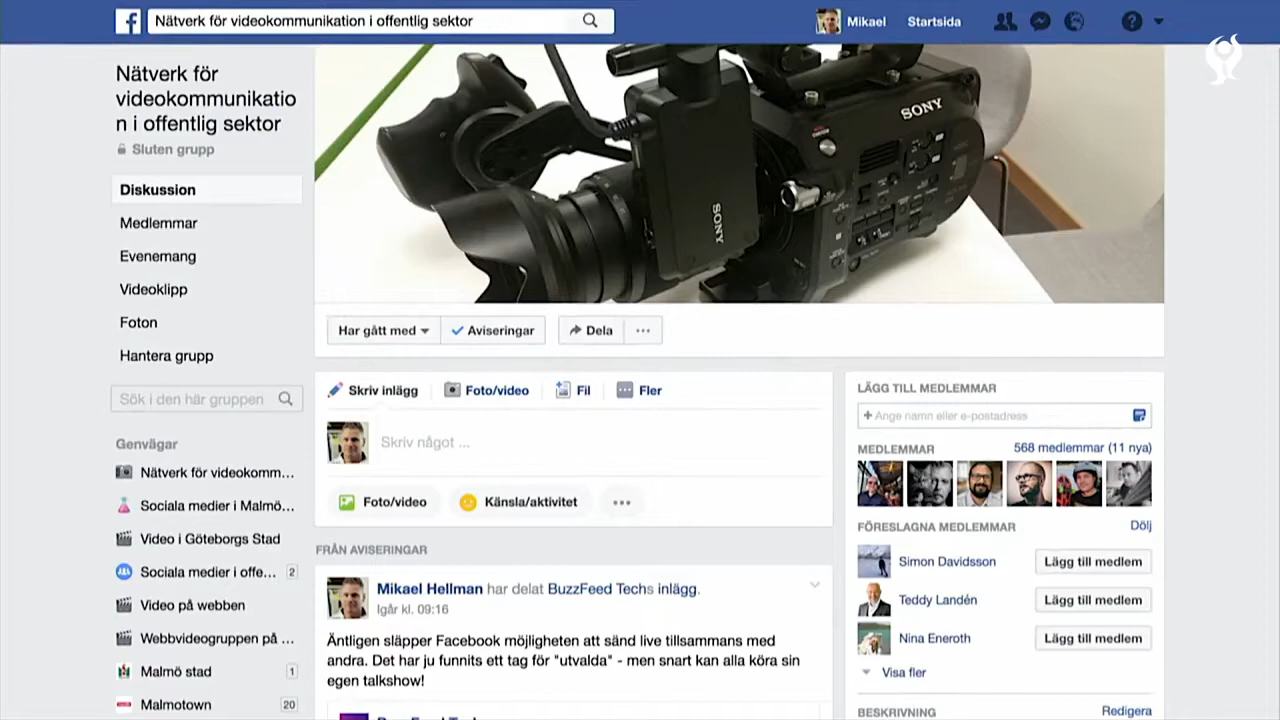 Nätverk för videokommunikation i offentlig sektor
Mikael
Startsida
Nätverk för
videokommunikatio
n i offentlig sektor
Sluten grupp
Diskussion
Medlemmar
Evenemang
Videoklipp
Foton
Hantera grupp
Sök i den här gruppen
Genvägar
Nätverk för videokomm...
Sociala medier i Malmö...
Video i Göteborgs Stad
Sociala medier i offe... 2
Video på webben
Webbvideogruppen på ...
Malmö stad 1
Malmotown 20
SONY
SONY
Har gått med
Aviseringar
Dela
Skriv inlägg
Foto/video
Fil
Fler
Skriv något ...
Foto/video
Känsla/aktivitet
FRÅN AVISERINGAR
Mikael Hellman har delat BuzzFeed Techs inlägg.
Igår kl. 09:16
Äntligen släpper Facebook möjligheten att sänd live tillsammans med
andra. Det har ju funnits ett tag för "utvalda" - men snart kan alla köra sin
egen talkshow!
LÄGG TILL MEDLEMMAR
+ Ange namn eller e-postadress
MEDLEMMAR
568 medlemmar (11 nya)
FÖRESLAGNA MEDLEMMAR
Dölj
Simon Davidsson
Lägg till medlem
Teddy Landén
Lägg till medlem
Nina Eneroth
Lägg till medlem
Visa fler
BESKRIVNING
Redigera